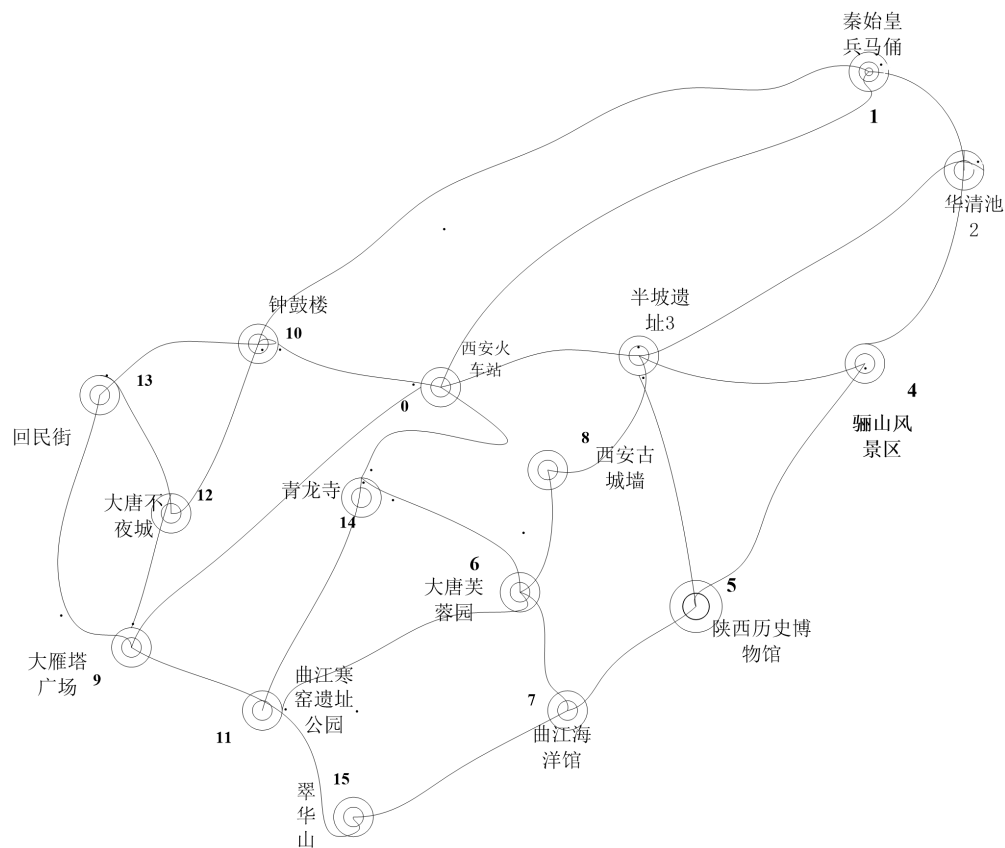 秦始皇
兵马俑
1
华清池
2
钟鼓楼
10
半坡遗
址3
西安火
车站
0
13
回民街
4
骊山风
景区
8
西安古
城墙
大唐不
夜城
12
青龙寺
14
6
大唐芙
蓉园
5
陕西历史博
物馆
大雁塔
广场
9
曲江寒
窑遗址
公园
11
7
曲江海
洋馆
15
翠
华
山